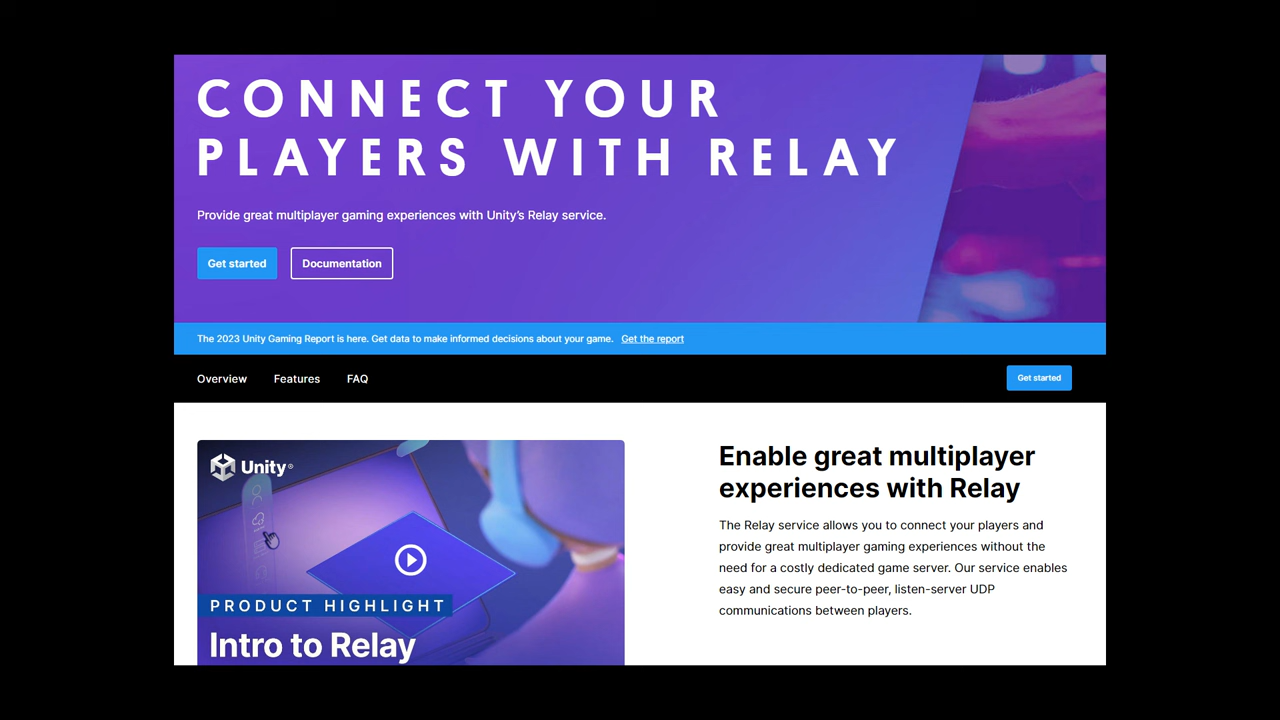 CONNECT YOUR
PLAYERS WITH RELAY
Provide great multiplayer gaming experiences with Unity's Relay service.
Get started
Documentation
The 2023 Unity Gaming Report is here. Get data to make informed decisions about your game. Get the report
Overview Features FAQ
Get started
Unity®
PRODUCT HIGHLIGHT
Intro to Relay
Enable great multiplayer
experiences with Relay
The Relay service allows you to connect your players and
provide great multiplayer gaming experiences without the
need for a costly dedicated game server. Our service enables
easy and secure peer-to-peer, listen-server UDP
communications between players.